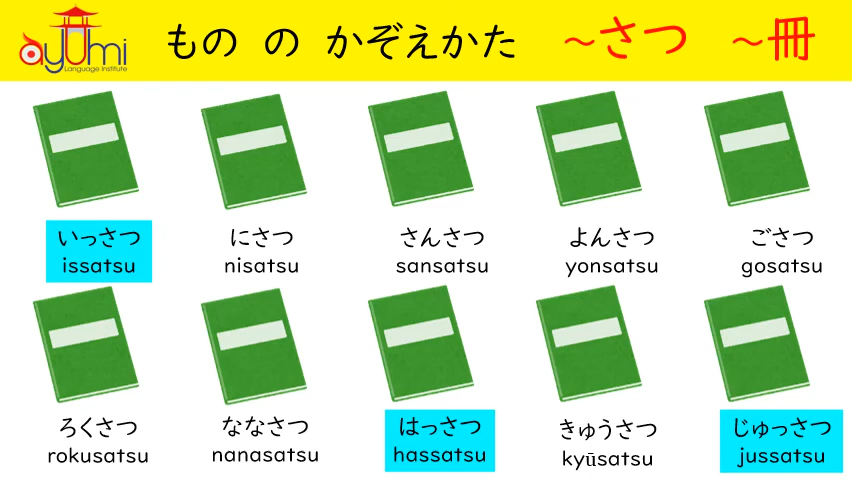 ayumi
Language Institute
もの の かぞえかた ～さつ ～冊
いっさつ
issatsu
にさつ
nisatsu
さんさつ
sansatsu
よんさつ
yonsatsu
ごさつ
gosatsu
ろくさつ
rokusatsu
ななさつ
nanasatsu
はっさつ
hassatsu
きゅうさつ
kyūsatsu
じゅっさつ
jussatsu